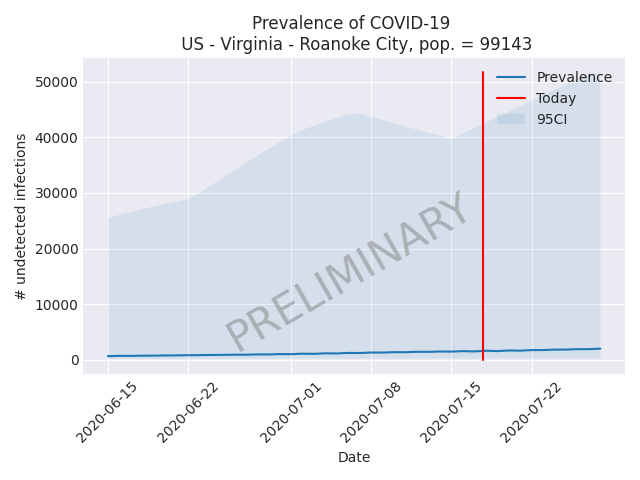 Prevalence of COVID-19
US - Virginia - Roanoke City, pop. = 99143
50000
40000
30000
20000
10000
0
# undetected infections
Prevalence
Today
95CI
PRELIMINARY
2020-06-15
2020-06-22
2020-07-01
2020-07-08
2020-07-15
2020-07-22
Date